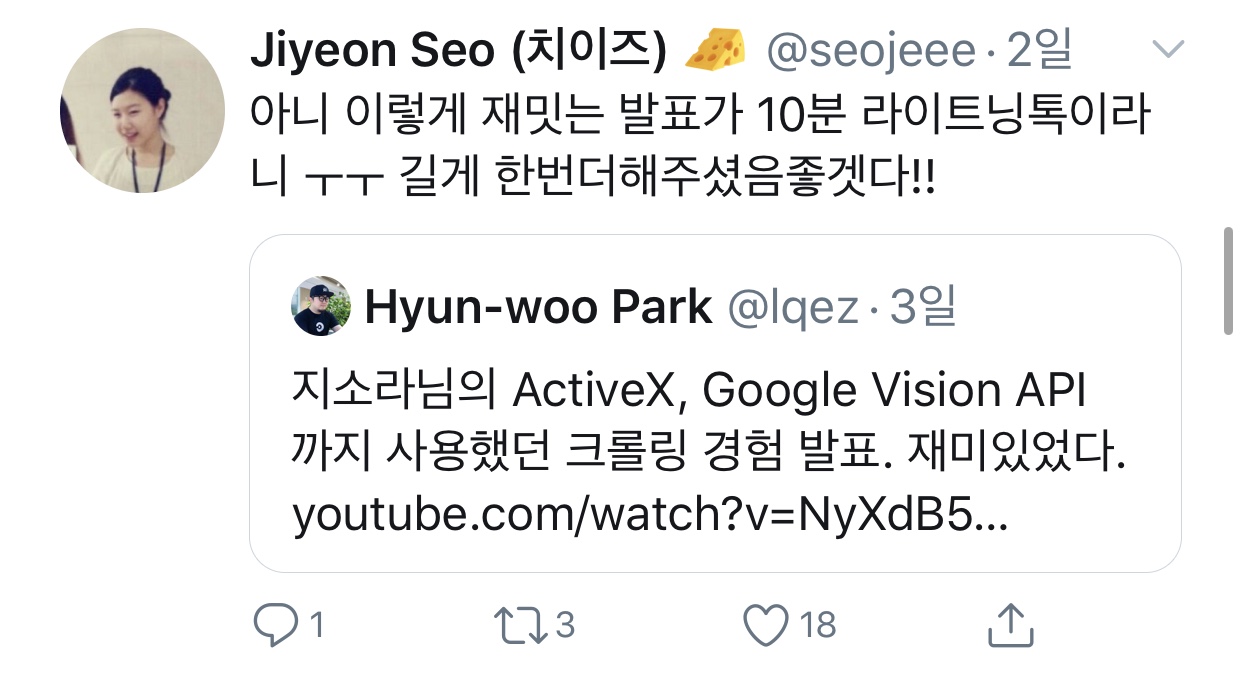 Jiyeon Seo (치이즈) 🧀 @seojeee · 2일
아니 이렇게 재밋는 발표가 10분 라이트닝톡이라
니 ㅜㅜ 길게 한번더해주셨음좋겟다!!
Hyun-woo Park @lqez · 3일
지소라님의 ActiveX, Google Vision API
까지 사용했던 크롤링 경험 발표. 재미있었다.
youtube.com/watch?v=NyXdB5...
1 3 18